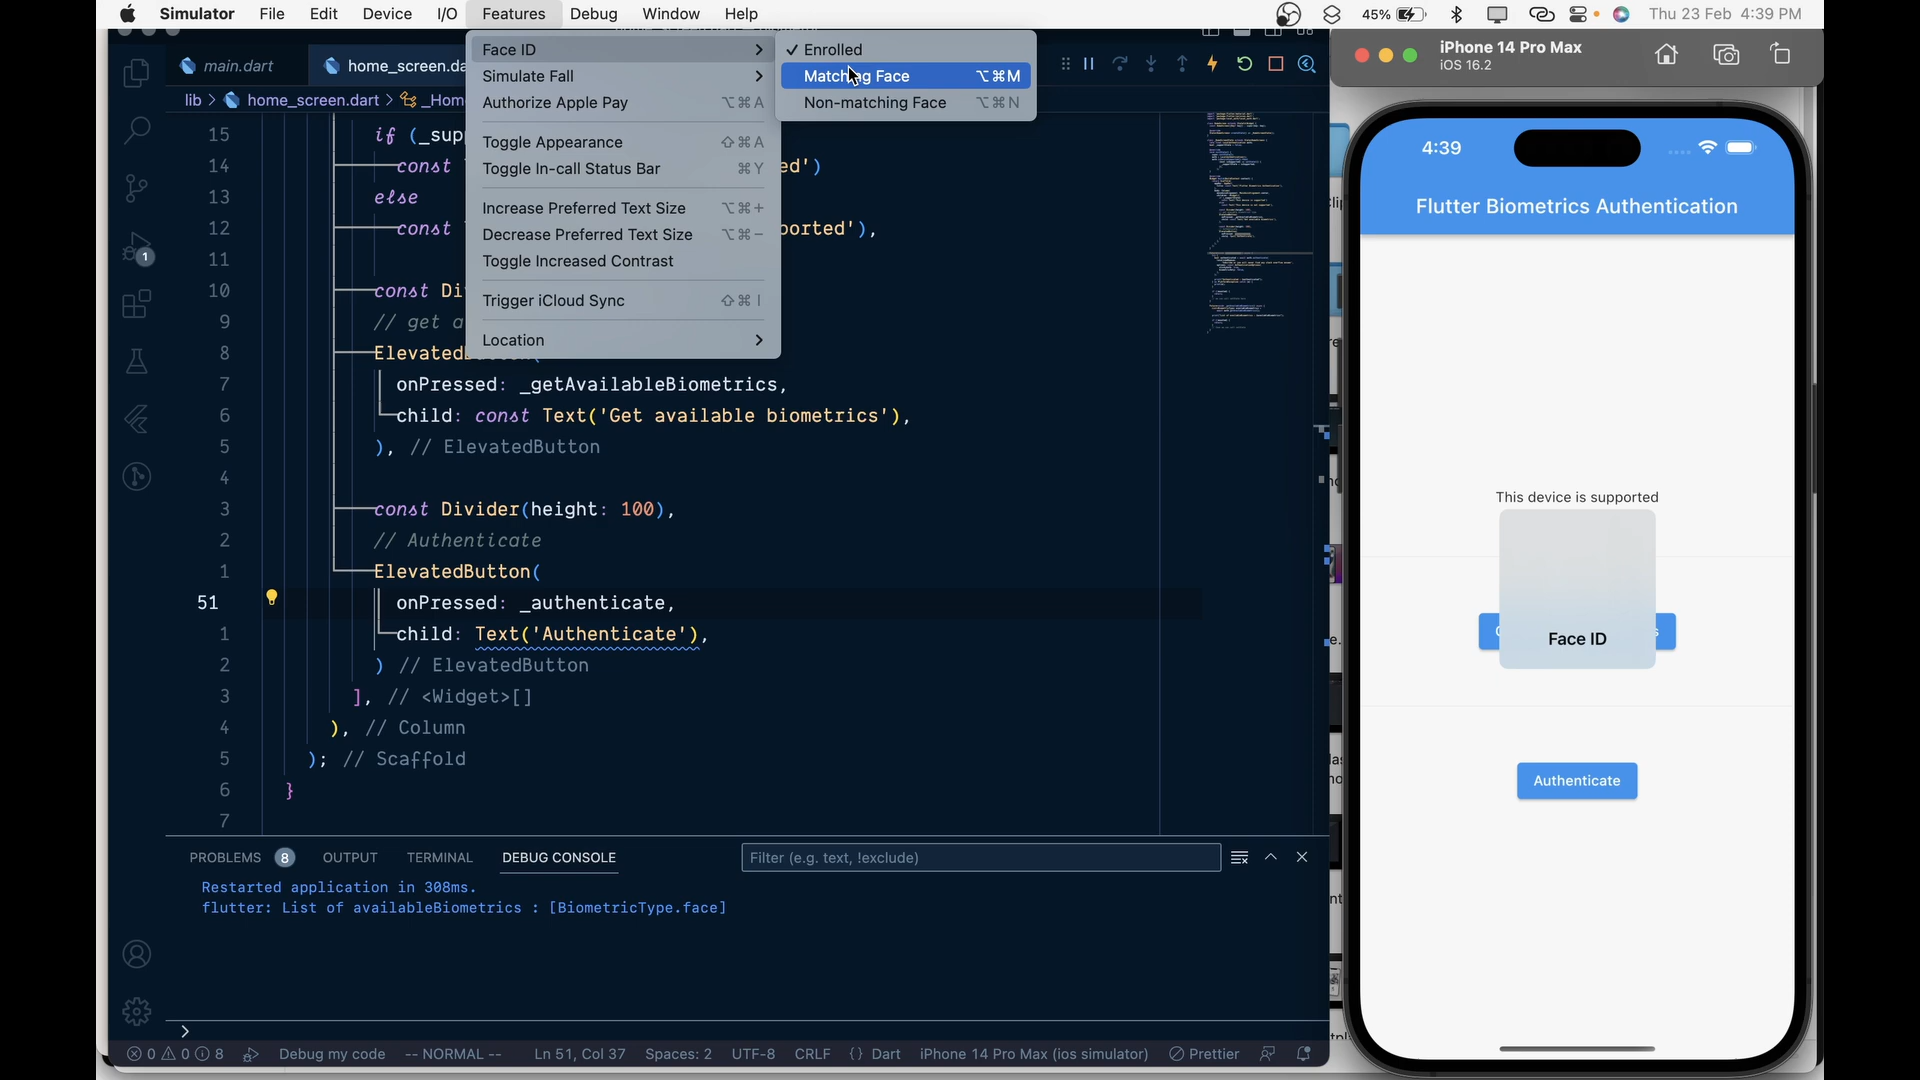 Simulator File Edit Device I/O Features Debug Window Help
45% Thu 23 Feb 4:39 PM
Face ID
Simulate Fall
Authorize Apple Pay ⌥⌘A
Toggle Appearance ⇧⌘A
Toggle In-call Status Bar ⌘Y
Increase Preferred Text Size ⌥⌘+
Decrease Preferred Text Size ⌥⌘−
Toggle Increased Contrast
Trigger iCloud Sync ⇧⌘I
Location
✓ Enrolled
Matching Face ⌥⌘M
Non-matching Face ⌥⌘N
main.dart home_screen.da
lib > home_screen.dart > _Hom
15 if (_sup
14 const ed')
13 else
12 const ported'),
11
10 const Di
9 // get a
8 Elevated
7 onPressed: _getAvailableBiometrics,
6 child: const Text('Get available biometrics'),
5 ), // ElevatedButton
4
3 const Divider(height: 100),
2 // Authenticate
1 ElevatedButton(
51 onPressed: _authenticate,
1 child: Text('Authenticate'),
2 ) // ElevatedButton
3 ], // <Widget>[]
4 ), // Column
5 ); // Scaffold
6 }
7
1
PROBLEMS 8 OUTPUT TERMINAL DEBUG CONSOLE Filter (e.g. text, !exclude)
Restarted application in 308ms.
flutter: List of availableBiometrics : [BiometricType.face]
>
0 0 8 Debug my code -- NORMAL -- Ln 51, Col 37 Spaces: 2 UTF-8 CRLF {} Dart iPhone 14 Pro Max (ios simulator) Prettier
iPhone 14 Pro Max
iOS 16.2
4:39
Flutter Biometrics Authentication
This device is supported
Face ID
Authenticate